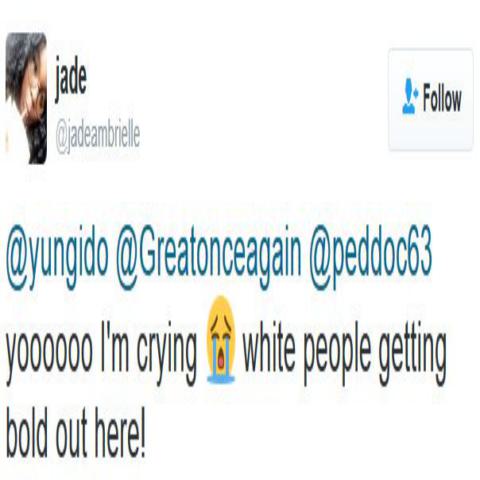 jade
@jadeambrielle
Follow
@yungido @Greatonceagain @peddoc63
yoooooo I'm crying 😭 white people getting
bold out here!